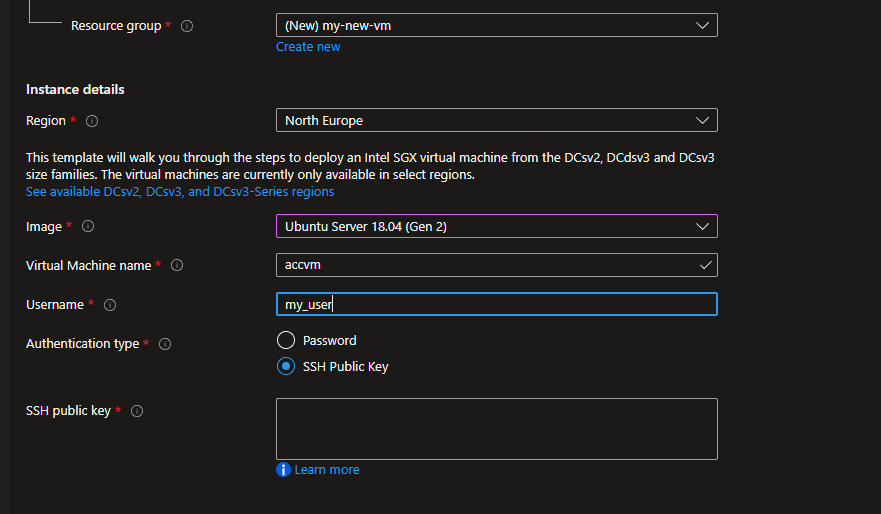 Resource group *
(New) my-new-vm
Create new
Instance details
Region *
North Europe
This template will walk you through the steps to deploy an Intel SGX virtual machine from the DCsv2, DCdsv3 and DCsv3
size families. The virtual machines are currently only available in select regions.
See available DCsv2, DCsv3, and DCsv3-Series regions
Image *
Ubuntu Server 18.04 (Gen 2)
Virtual Machine name *
accvm
Username *
my_user
Authentication type *
Password
SSH Public Key
SSH public key *
Learn more